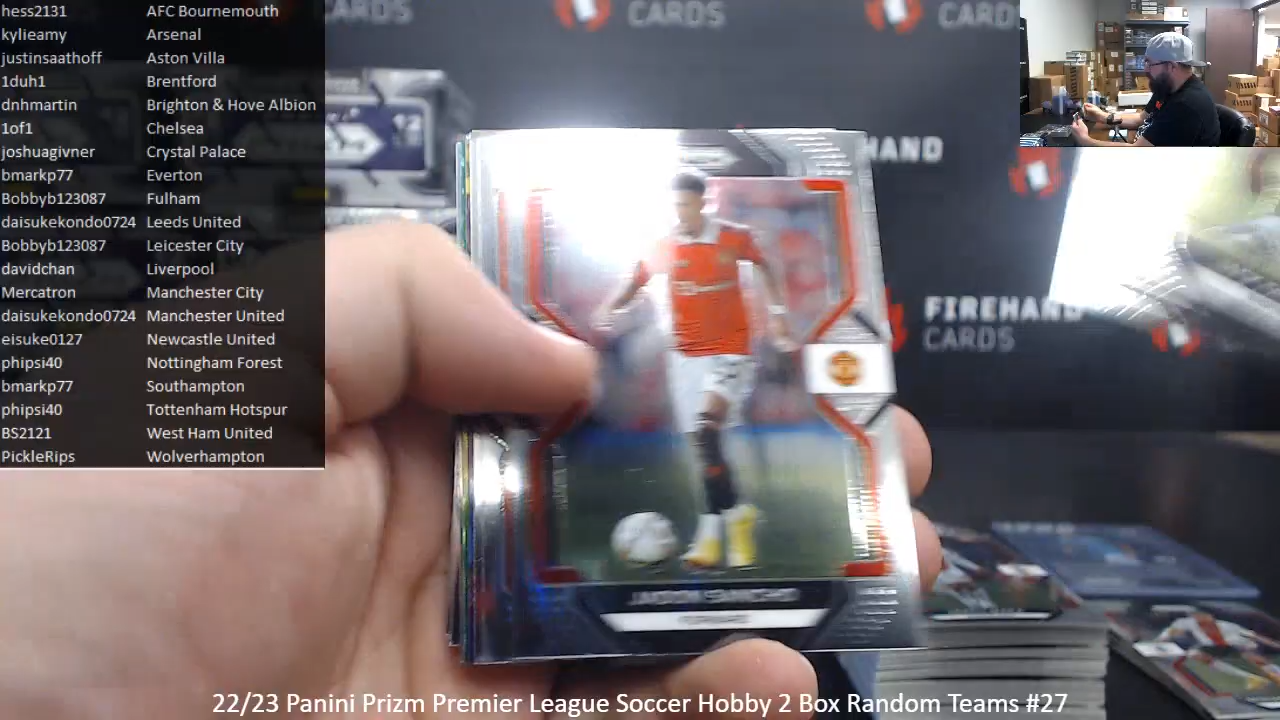 hess2131 AFC Bournemouth
kylieamy Arsenal
justinsaathoff Aston Villa
1duh1 Brentford
dnhmartin Brighton & Hove Albion
1of1 Chelsea
joshuagivner Crystal Palace
bmarkp77 Everton
Bobbyb123087 Fulham
daisukekondo0724 Leeds United
Bobbyb123087 Leicester City
davidchan Liverpool
Mercatron Manchester City
daisukekondo0724 Manchester United
eisuke0127 Newcastle United
phipsi40 Nottingham Forest
bmarkp77 Southampton
phipsi40 Tottenham Hotspur
BS2121 West Ham United
PickleRips Wolverhampton
CARDS
CARDS
CARD
HAND
FIREHAND
CARDS
JADON SANCHO
22/23 Panini Prizm Premier League Soccer Hobby 2 Box Random Teams #27